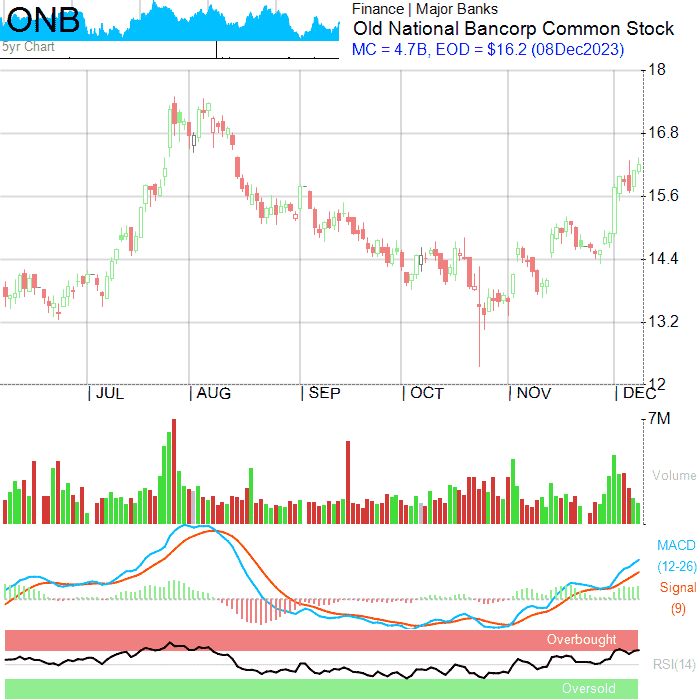 ONB
5yr Chart
Finance | Major Banks
Old National Bancorp Common Stock
MC = 4.7B, EOD = $16.2 (08Dec2023)
18
16.8
15.6
14.4
13.2
12
| JUL | AUG | SEP | OCT | NOV | DEC
7M
Volume
MACD
(12-26)
Signal
(9)
Overbought
RSI(14)
Oversold